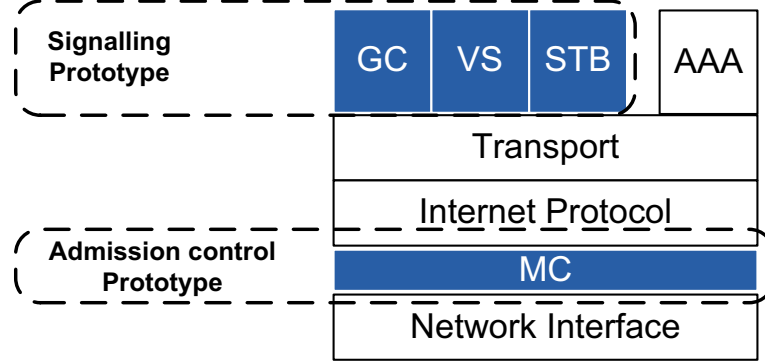 Signalling
Prototype
GC VS STB AAA
Transport
Internet Protocol
Admission control
Prototype
MC
Network Interface